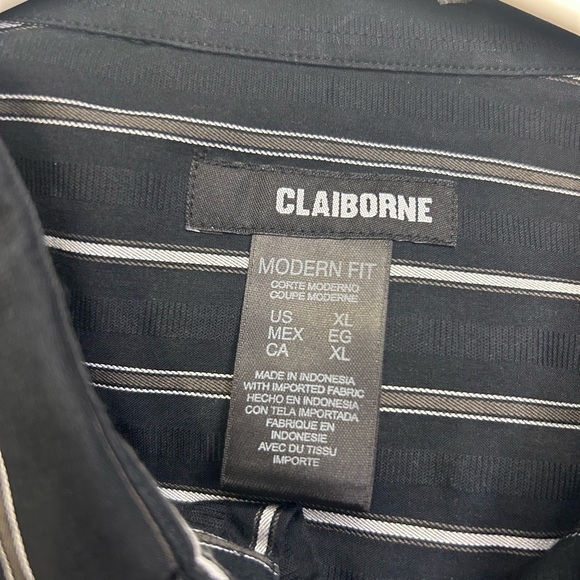 CLAIBORNE
MODERN FIT
CORTE MODERNO
COUPE MODERNE
US XL
MEX EG
CA XL
MADE IN INDONESIA
WITH IMPORTED FABRIC
HECHO EN INDONESIA
CON TELA IMPORTADA
FABRIQUE EN
INDONESIE
AVEC DU TISSU
IMPORTE